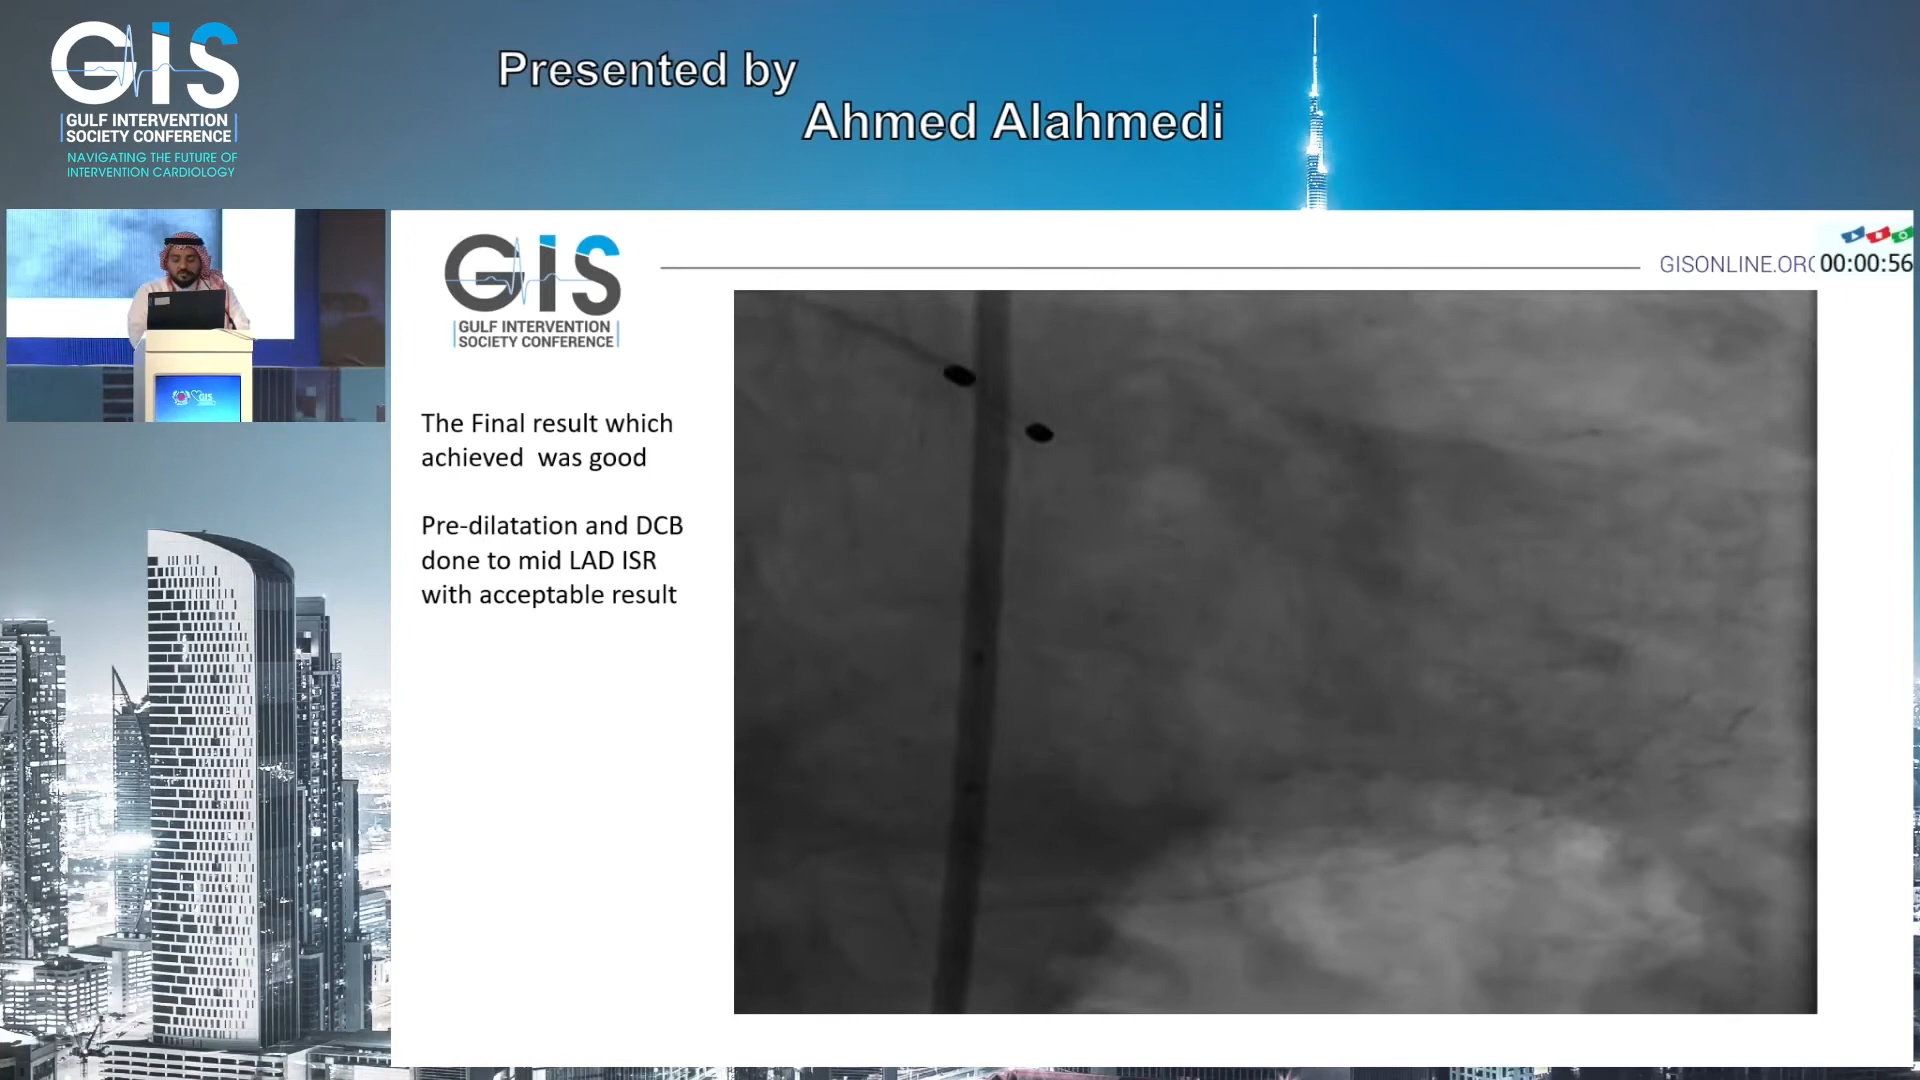 GIS
GULF INTERVENTION
SOCIETY CONFERENCE
NAVIGATING THE FUTURE OF
INTERVENTION CARDIOLOGY
Presented by
Ahmed Alahmedi
GIS
GULF INTERVENTION
SOCIETY CONFERENCE
GISONLINE.ORG
00:00:56
The Final result which
achieved was good
Pre-dilatation and DCB
done to mid LAD ISR
with acceptable result
GIS